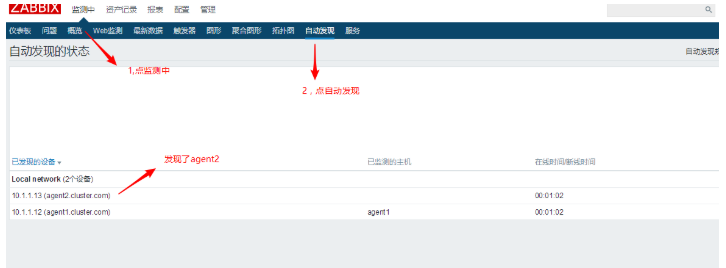 ZABBIX 监测中 资产记录 报表 配置 管理
仪表板 问题 概览 Web监测 最新数据 触发器 图形 聚合图形 拓扑图 自动发现 服务
自动发现的状态 自动发现规
1,点监测中
2，点自动发现
发现了agent2
已发现的设备 已监测的主机 在线时间/断线时间
Local network (2个设备)
10.1.1.13 (agent2.cluster.com) 00:01:02
10.1.1.12 (agent1.cluster.com) agent1 00:01:02